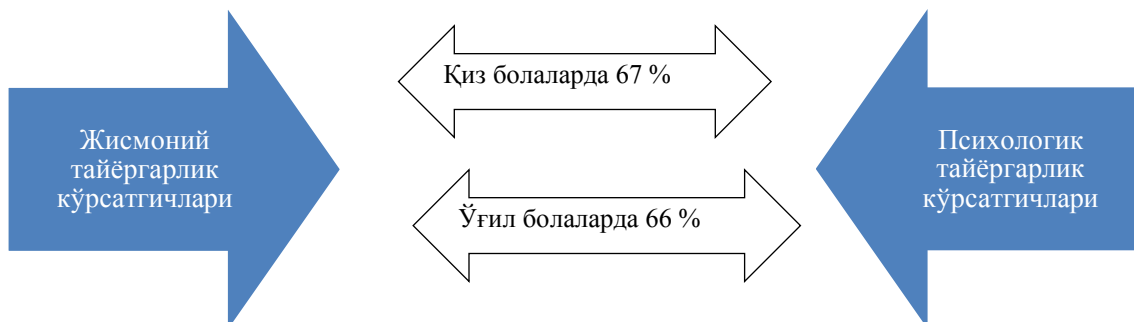 Жисмоний
тайёргарлик
кўрсатгичлари
Қиз болаларда 67 %
Ўғил болаларда 66 %
Психологик
тайёргарлик
кўрсатгичлари